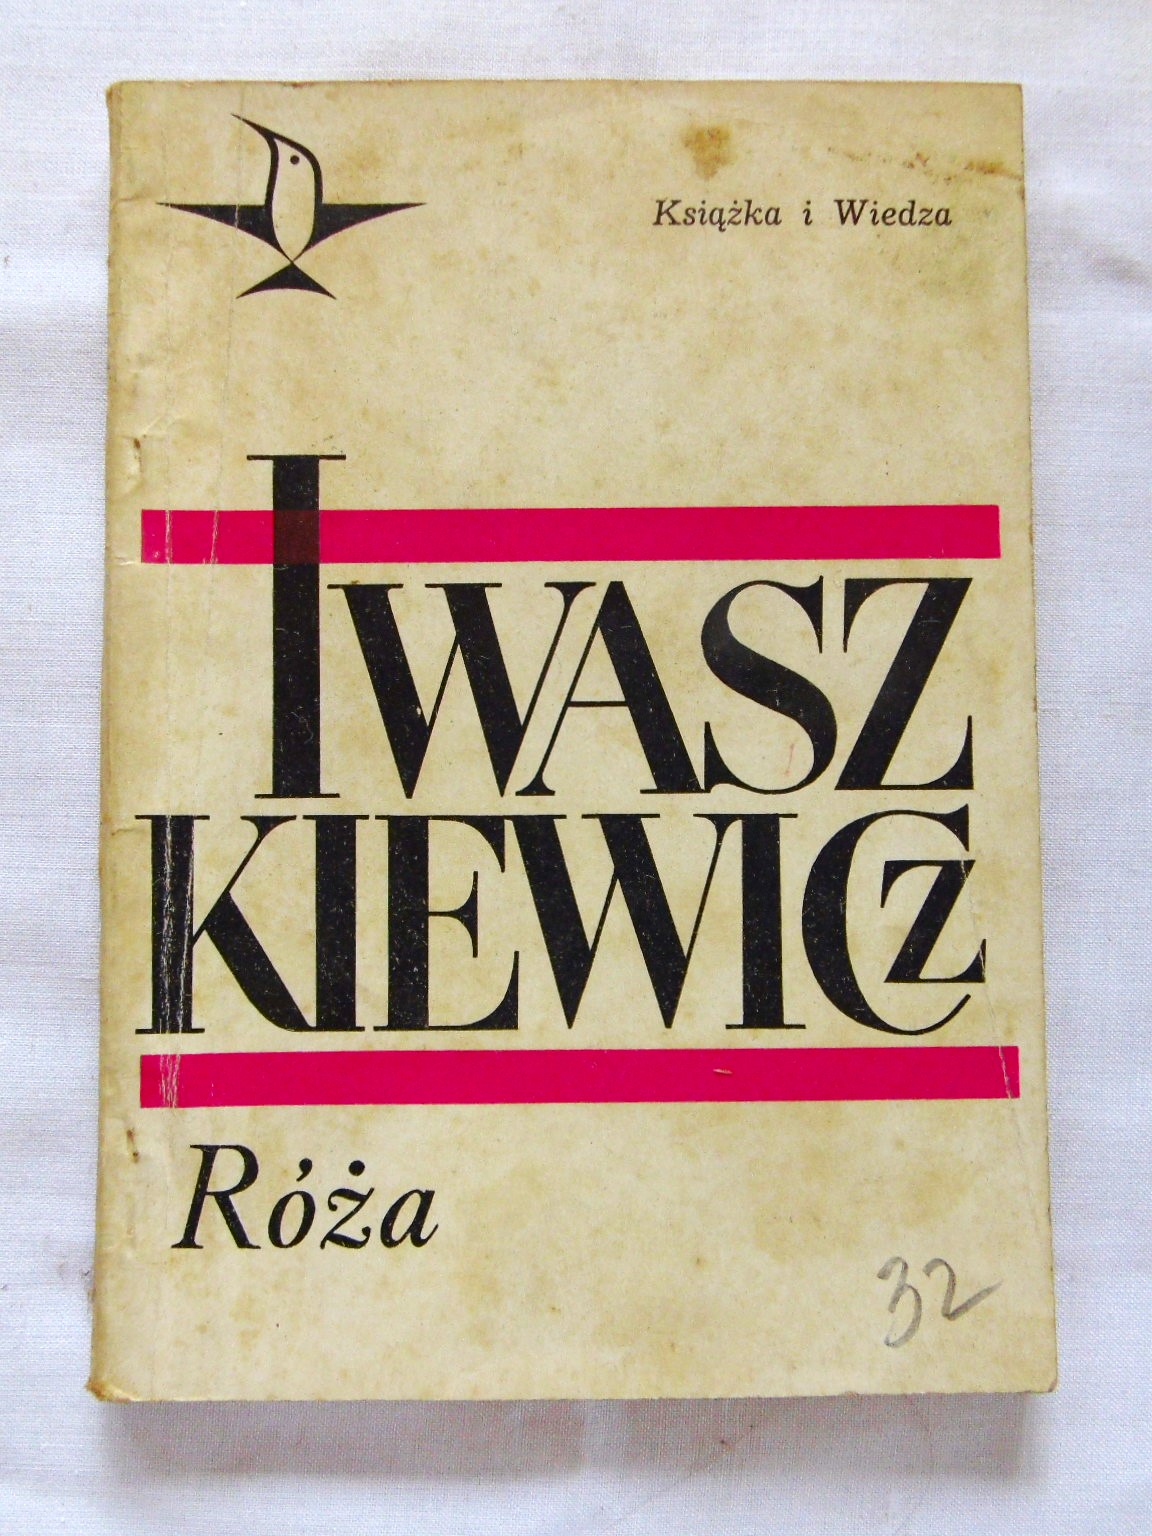 Książka i Wiedza
IWASZ
KIEWICZ
Róża
32